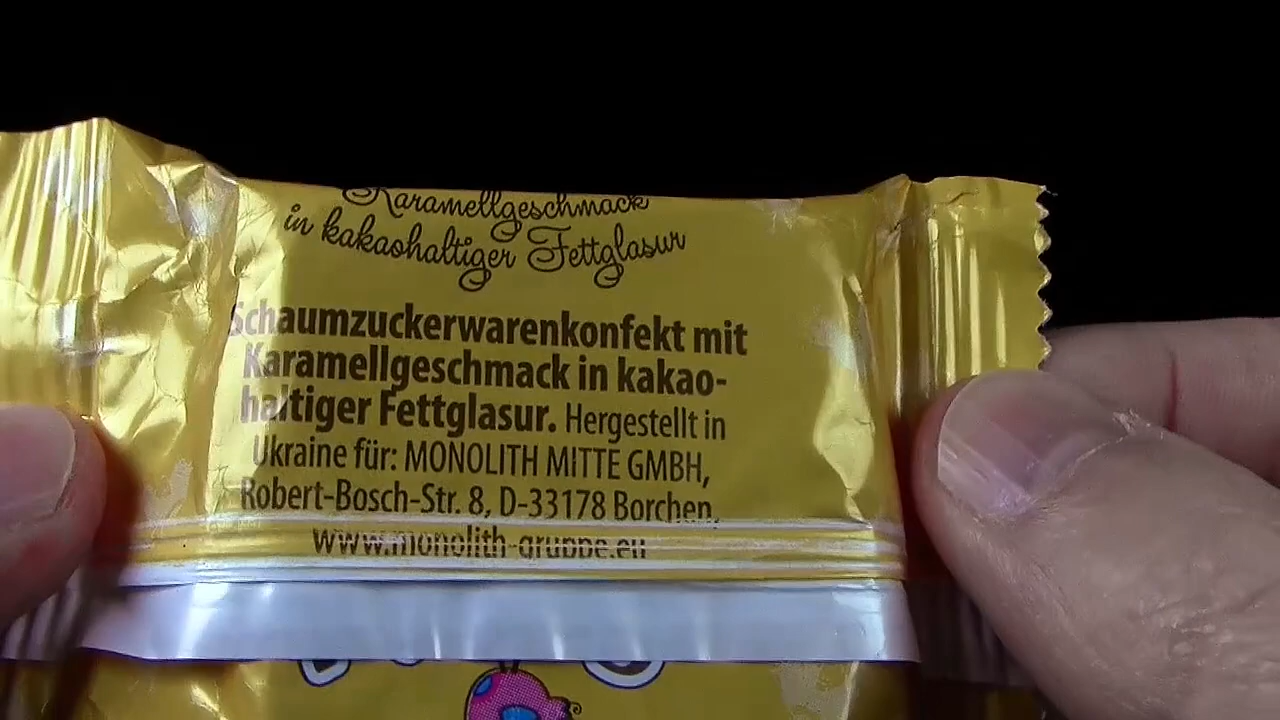 Karamellgeschmack
in kakaohaltiger Fettglasur
Schaumzuckerwarenkonfekt mit
Karamellgeschmack in kakao-
haltiger Fettglasur. Hergestellt in
Ukraine für: MONOLITH MITTE GMBH,
Robert-Bosch-Str. 8, D-33178 Borchen,
www.monolith-gruppe.eu